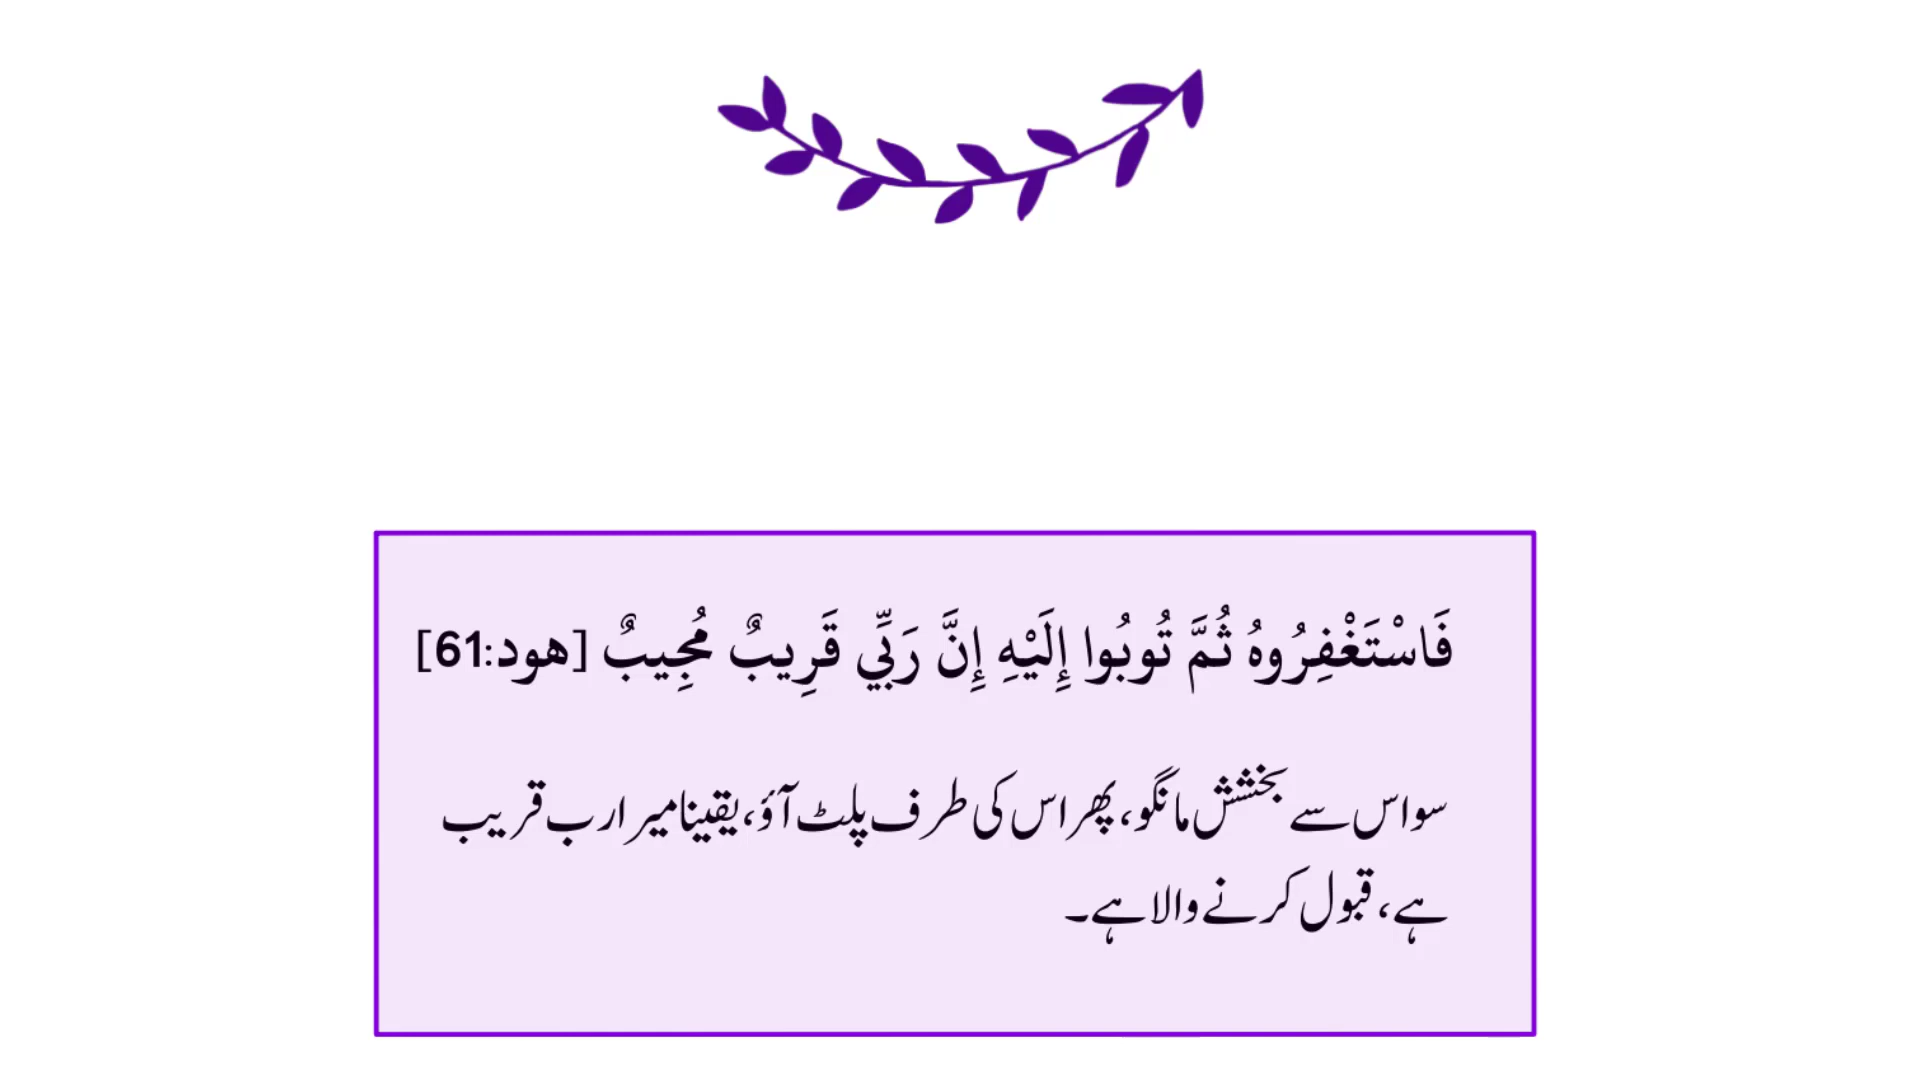 فَاسْتَغْفِرُوهُ ثُمَّ تُوبُوا إِلَيْهِ إِنَّ رَبِّي قَرِيبٌ مُجِيبٌ [هود:61]
سو اس سے بخشش مانگو، پھر اس کی طرف پلٹ آؤ، یقینا میرا رب قریب
ہے، قبول کرنے والا ہے۔